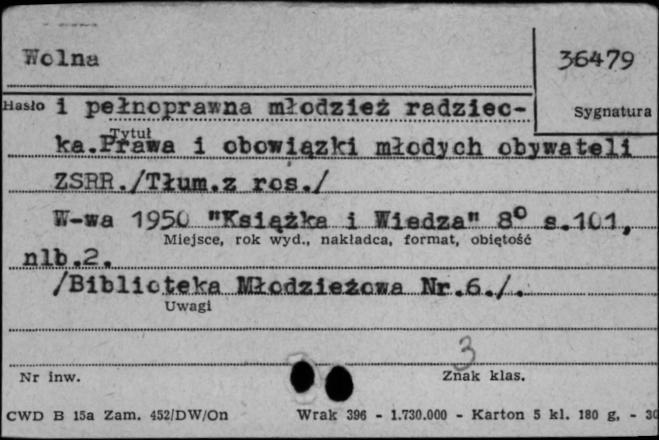 Wolna
36479
Hasło i pełnoprawna młodzież radziec-
Sygnatura
Tytuł
ka.Prawa i obowiązki młodych obywateli
ZSRR./Tłum.z ros./
W-wa 1950 "Książka i Wiedza" 8° s.101,
Miejsce, rok wyd., nakładca, format, objętość
nlb.2.
/Biblioteka Młodzieżowa Nr.6./.
Uwagi
3
Nr inw.
Znak klas.
CWD B 15a Zam. 452/DW/On Wrak 396 - 1.730.000 - Karton 5 kl. 180 g, - 30